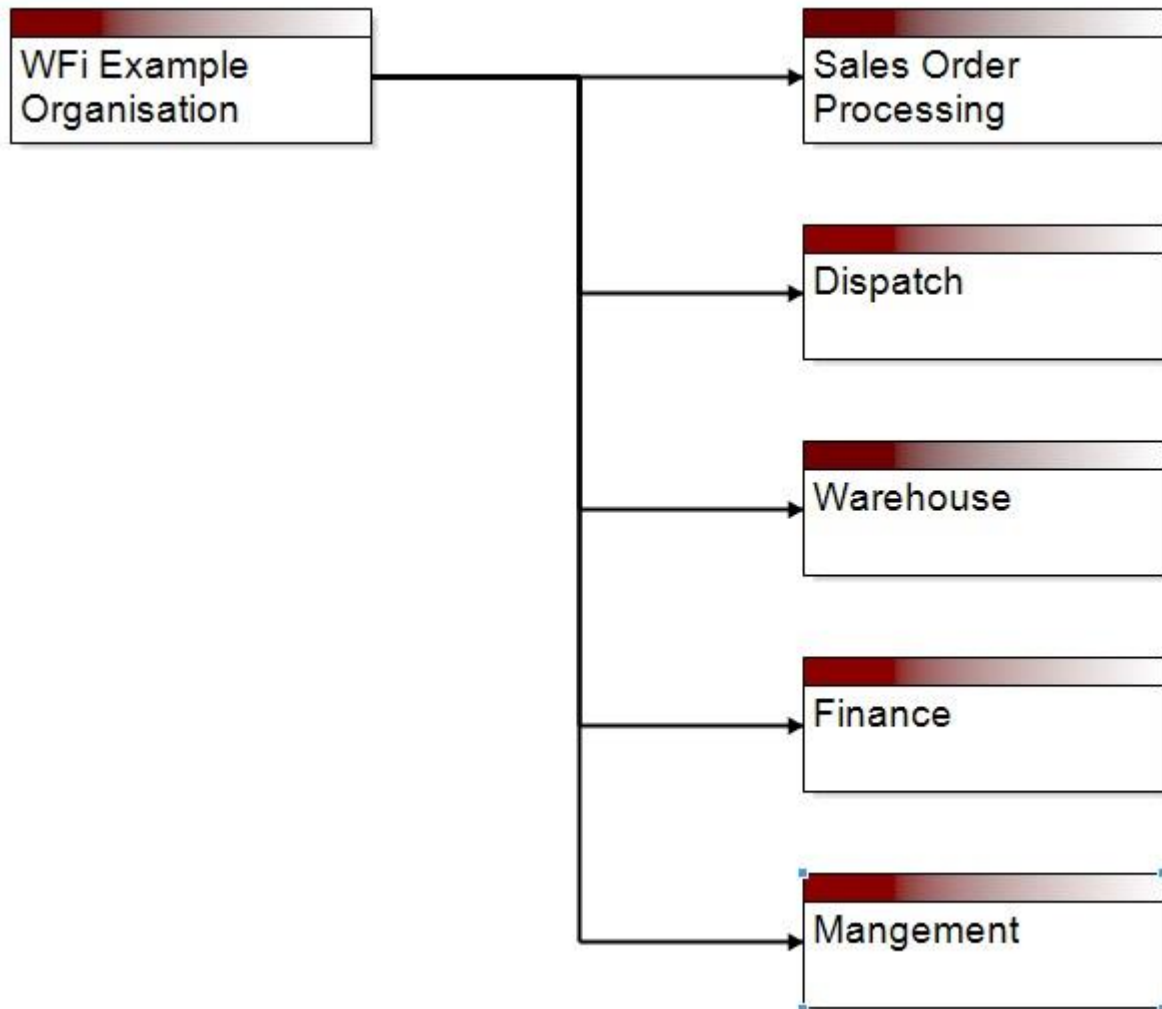 WFi Example
Organisation
Sales Order
Processing
Dispatch
Warehouse
Finance
Mangement